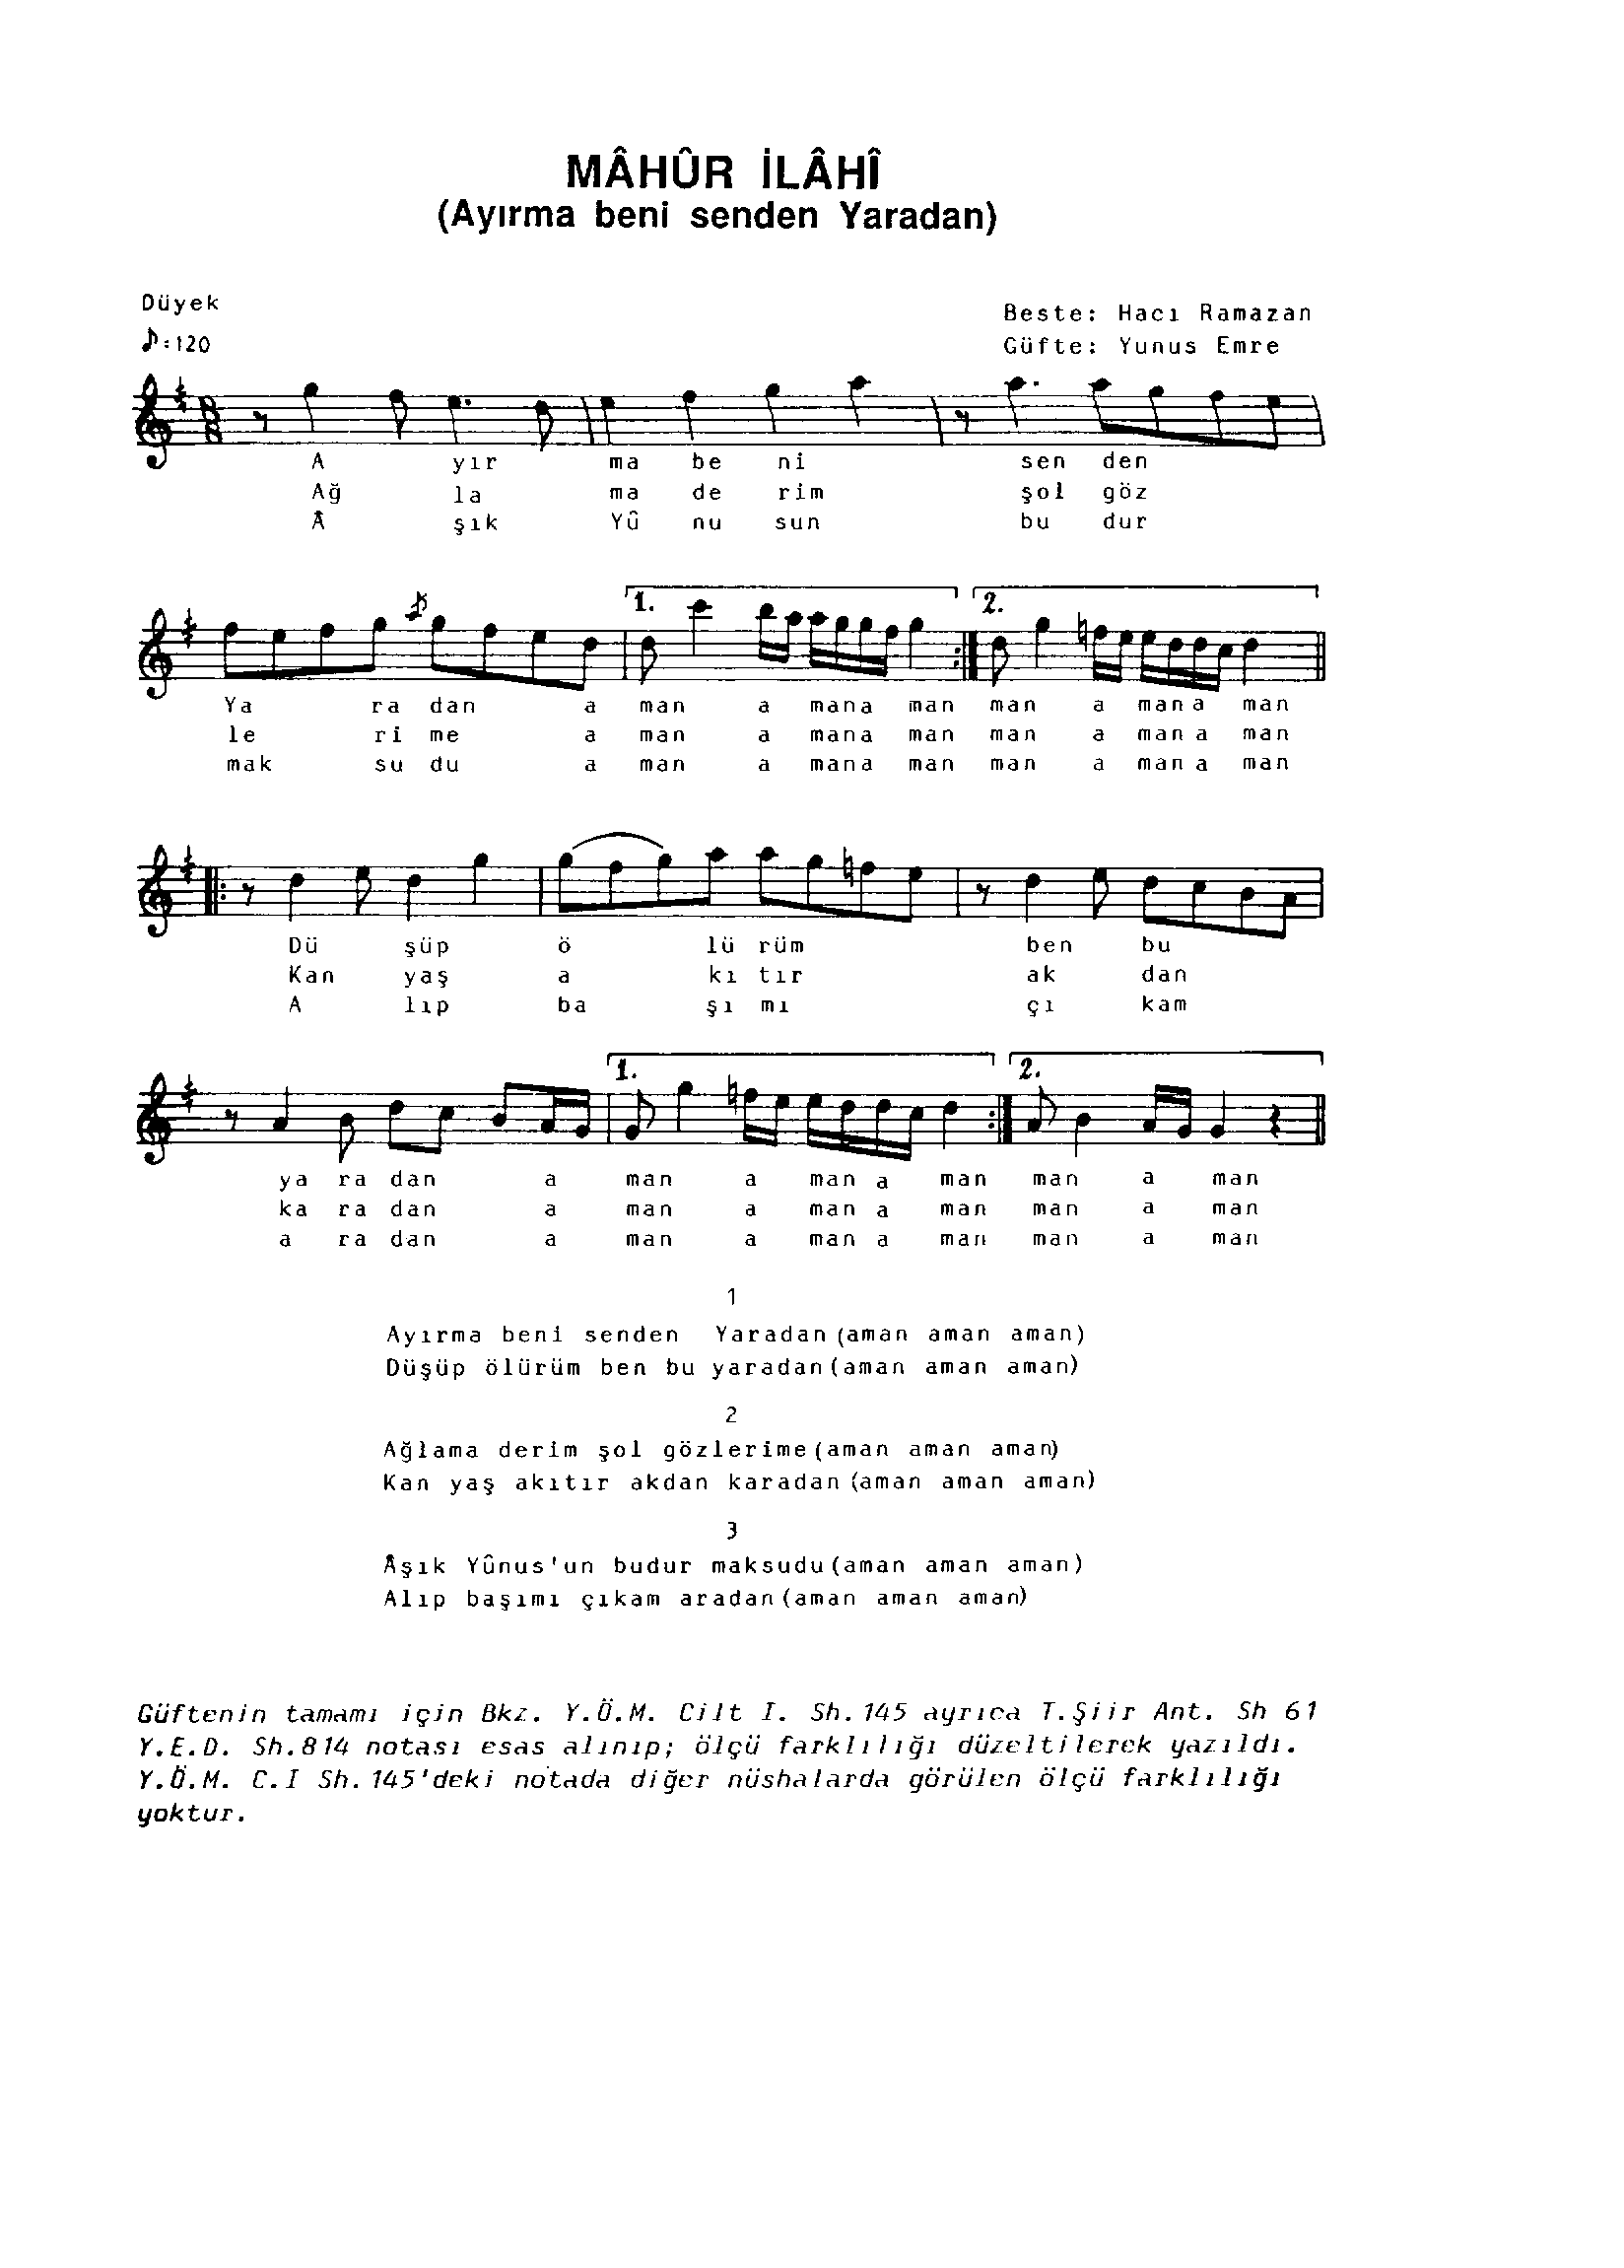 MÂHÛR İLÂHÎ
(Ayırma beni senden Yaradan)
Düyek
♪=120
Beste: Hacı Ramazan
Güfte: Yunus Emre
8 8
A yır ma be ni sen den
Ağ la ma de rim şol göz
Â şık Yû nu sun bu dur
1. 2.
Ya ra dan a man a mana man man a mana man
le ri me a man a mana man man a mana man
mak su du a man a mana man man a mana man
Dü şüp ö lü rüm ben bu
Kan yaş a kı tır ak dan
A lıp ba şı mı çı kam
1. 2.
ya ra dan a man a man a man man a man
ka ra dan a man a man a man man a man
a ra dan a man a man a man man a man
1
Ayırma beni senden Yaradan (aman aman aman)
Düşüp ölürüm ben bu yaradan (aman aman aman)
2
Ağlama derim şol gözlerime (aman aman aman)
Kan yaş akıtır akdan karadan (aman aman aman)
3
Âşık Yûnus'un budur maksudu (aman aman aman)
Alıp başımı çıkam aradan (aman aman aman)
Güftenin tamamı için Bkz. Y.Ö.M. Cilt I. Sh.145 ayrıca T.Şiir Ant. Sh 61
Y.E.D. Sh.814 notası esas alınıp; ölçü farklılığı düzeltilerek yazıldı.
Y.Ö.M. C.I Sh.145'deki notada diğer nüshalarda görülen ölçü farklılığı
yoktur.